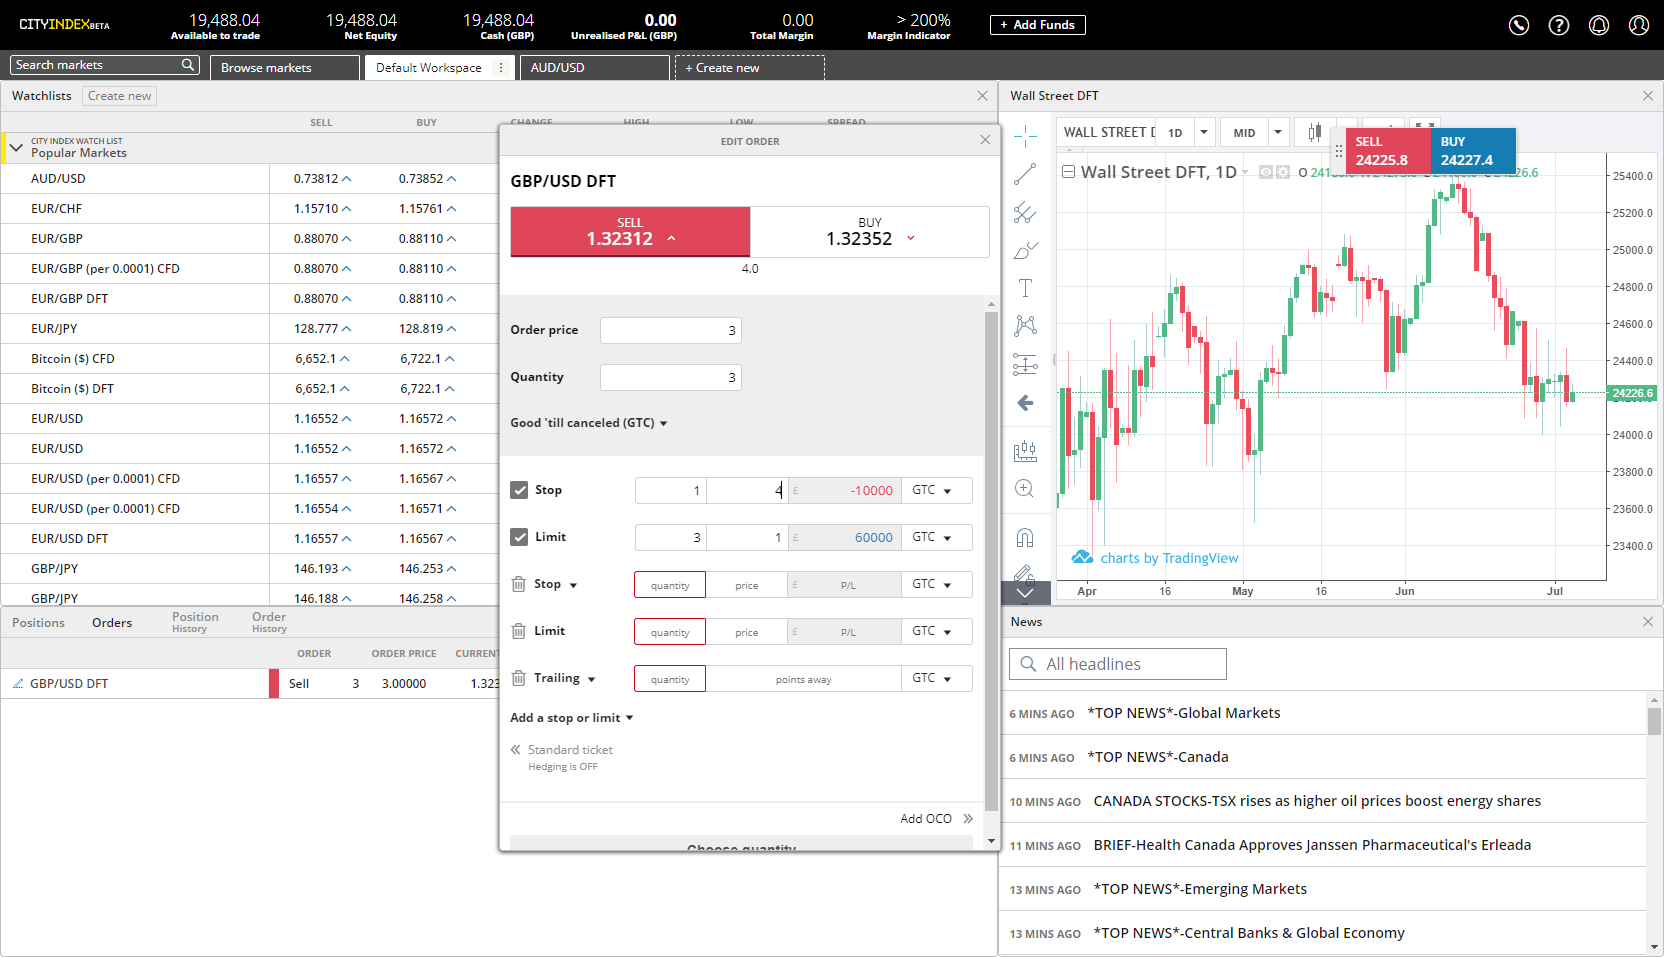 CITYINDEXBETA
19,488.04
Available to trade
19,488.04
Net Equity
19,488.04
Cash (GBP)
0.00
Unrealised P&L (GBP)
0.00
Total Margin
> 200%
Margin Indicator
+ Add Funds
Search markets
Browse markets
Default Workspace
AUD/USD
+ Create new
Watchlists Create new
SELL BUY CHANGE HIGH LOW SPREAD
CITY INDEX WATCH LIST
Popular Markets
AUD/USD 0.73812 0.73852
EUR/CHF 1.15710 1.15761
EUR/GBP 0.88070 0.88110
EUR/GBP (per 0.0001) CFD 0.88070 0.88110
EUR/GBP DFT 0.88070 0.88110
EUR/JPY 128.777 128.819
Bitcoin ($) CFD 6,652.1 6,722.1
Bitcoin ($) DFT 6,652.1 6,722.1
EUR/USD 1.16552 1.16572
EUR/USD 1.16552 1.16572
EUR/USD (per 0.0001) CFD 1.16557 1.16567
EUR/USD (per 0.0001) CFD 1.16554 1.16571
EUR/USD DFT 1.16557 1.16567
GBP/JPY 146.193 146.253
GBP/JPY 146.188 146.258
Positions Orders Position History Order History
ORDER ORDER PRICE CURRENT
GBP/USD DFT Sell 3 3.00000 1.323
EDIT ORDER
GBP/USD DFT
SELL
1.32312
BUY
1.32352
4.0
Order price 3
Quantity 3
Good 'till canceled (GTC)
Stop 1 4 £ -10000 GTC
Limit 3 1 £ 60000 GTC
Stop quantity price £ P/L GTC
Limit quantity price £ P/L GTC
Trailing quantity points away GTC
Add a stop or limit
Standard ticket
Hedging is OFF
Add OCO
Choose quantity
Wall Street DFT
WALL STREET D 1D MID
SELL
24225.8
BUY
24227.4
Wall Street DFT, 1D O
25400.0
25200.0
25000.0
24800.0
24600.0
24400.0
24226.6
24000.0
23800.0
23600.0
23400.0
charts by TradingView
Apr 16 May 16 Jun Jul
News
All headlines
6 MINS AGO *TOP NEWS*-Global Markets
6 MINS AGO *TOP NEWS*-Canada
10 MINS AGO CANADA STOCKS-TSX rises as higher oil prices boost energy shares
11 MINS AGO BRIEF-Health Canada Approves Janssen Pharmaceutical's Erleada
13 MINS AGO *TOP NEWS*-Emerging Markets
13 MINS AGO *TOP NEWS*-Central Banks & Global Economy